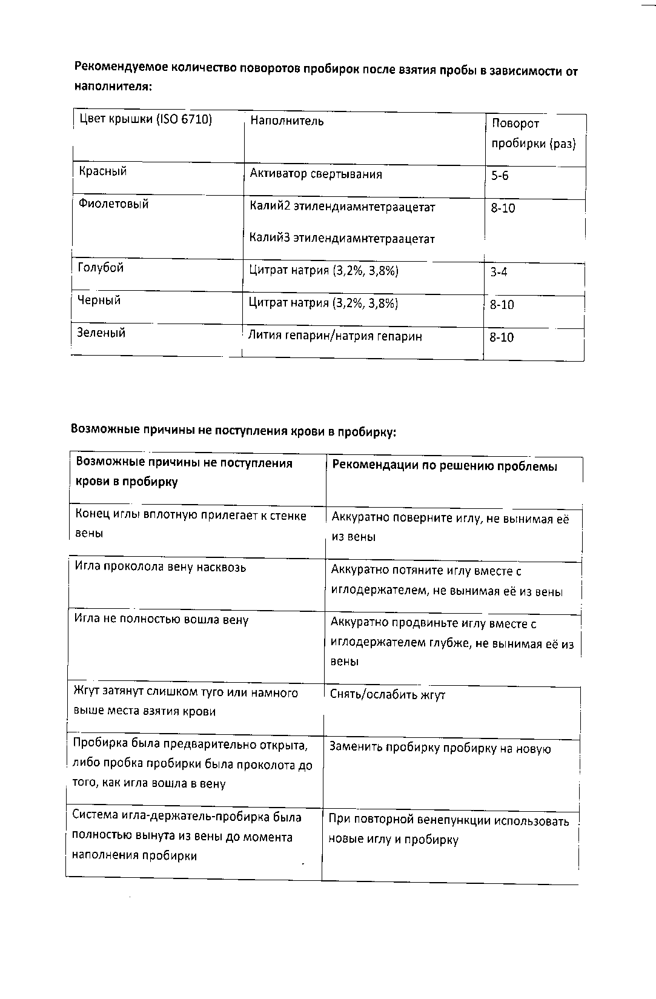 Рекомендуемое количество поворотов пробирок после взятия пробы в зависимости от
наполнителя:
Цвет крышки (ISO 6710)
Наполнитель
Поворот
пробирки (раз)
Красный
Активатор свертывания
5-6
Фиолетовый
Калий2 этилендиамнтетраацетат
Калий3 этилендиамнтетраацетат
8-10
Голубой
Цитрат натрия (3,2%, 3,8%)
3-4
Черный
Цитрат натрия (3,2%, 3,8%)
8-10
Зеленый
Лития гепарин/натрия гепарин
8-10
Возможные причины не поступления крови в пробирку:
Возможные причины не поступления
крови в пробирку
Рекомендации по решению проблемы
Конец иглы вплотную прилегает к стенке
вены
Аккуратно поверните иглу, не вынимая её
из вены
Игла проколола вену насквозь
Аккуратно потяните иглу вместе с
иглодержателем, не вынимая её из вены
Игла не полностью вошла вену
Аккуратно продвиньте иглу вместе с
иглодержателем глубже, не вынимая её из
вены
Жгут затянут слишком туго или намного
выше места взятия крови
Снять/ослабить жгут
Пробирка была предварительно открыта,
либо пробка пробирки была проколота до
того, как игла вошла в вену
Заменить пробирку пробирку на новую
Система игла-держатель-пробирка была
полностью вынута из вены до момента
наполнения пробирки
При повторной венепункции использовать
новые иглу и пробирку